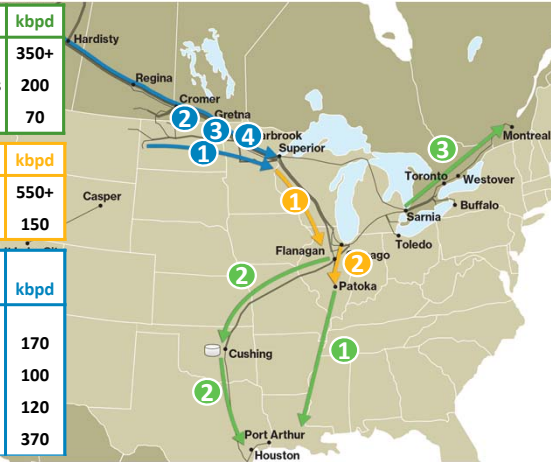 kbpd
350+
200
70
kbpd
550+
150
kbpd
170
100
120
370
Hardisty
Regina
Cromer
Gretna
2
3
4
1
rbrook
Superior
Casper
1
3
Montreal
Toronto
Westover
Sarnia
Buffalo
Toledo
Flanagan
2
ago
Patoka
2
Cushing
1
2
Port Arthur
Houston